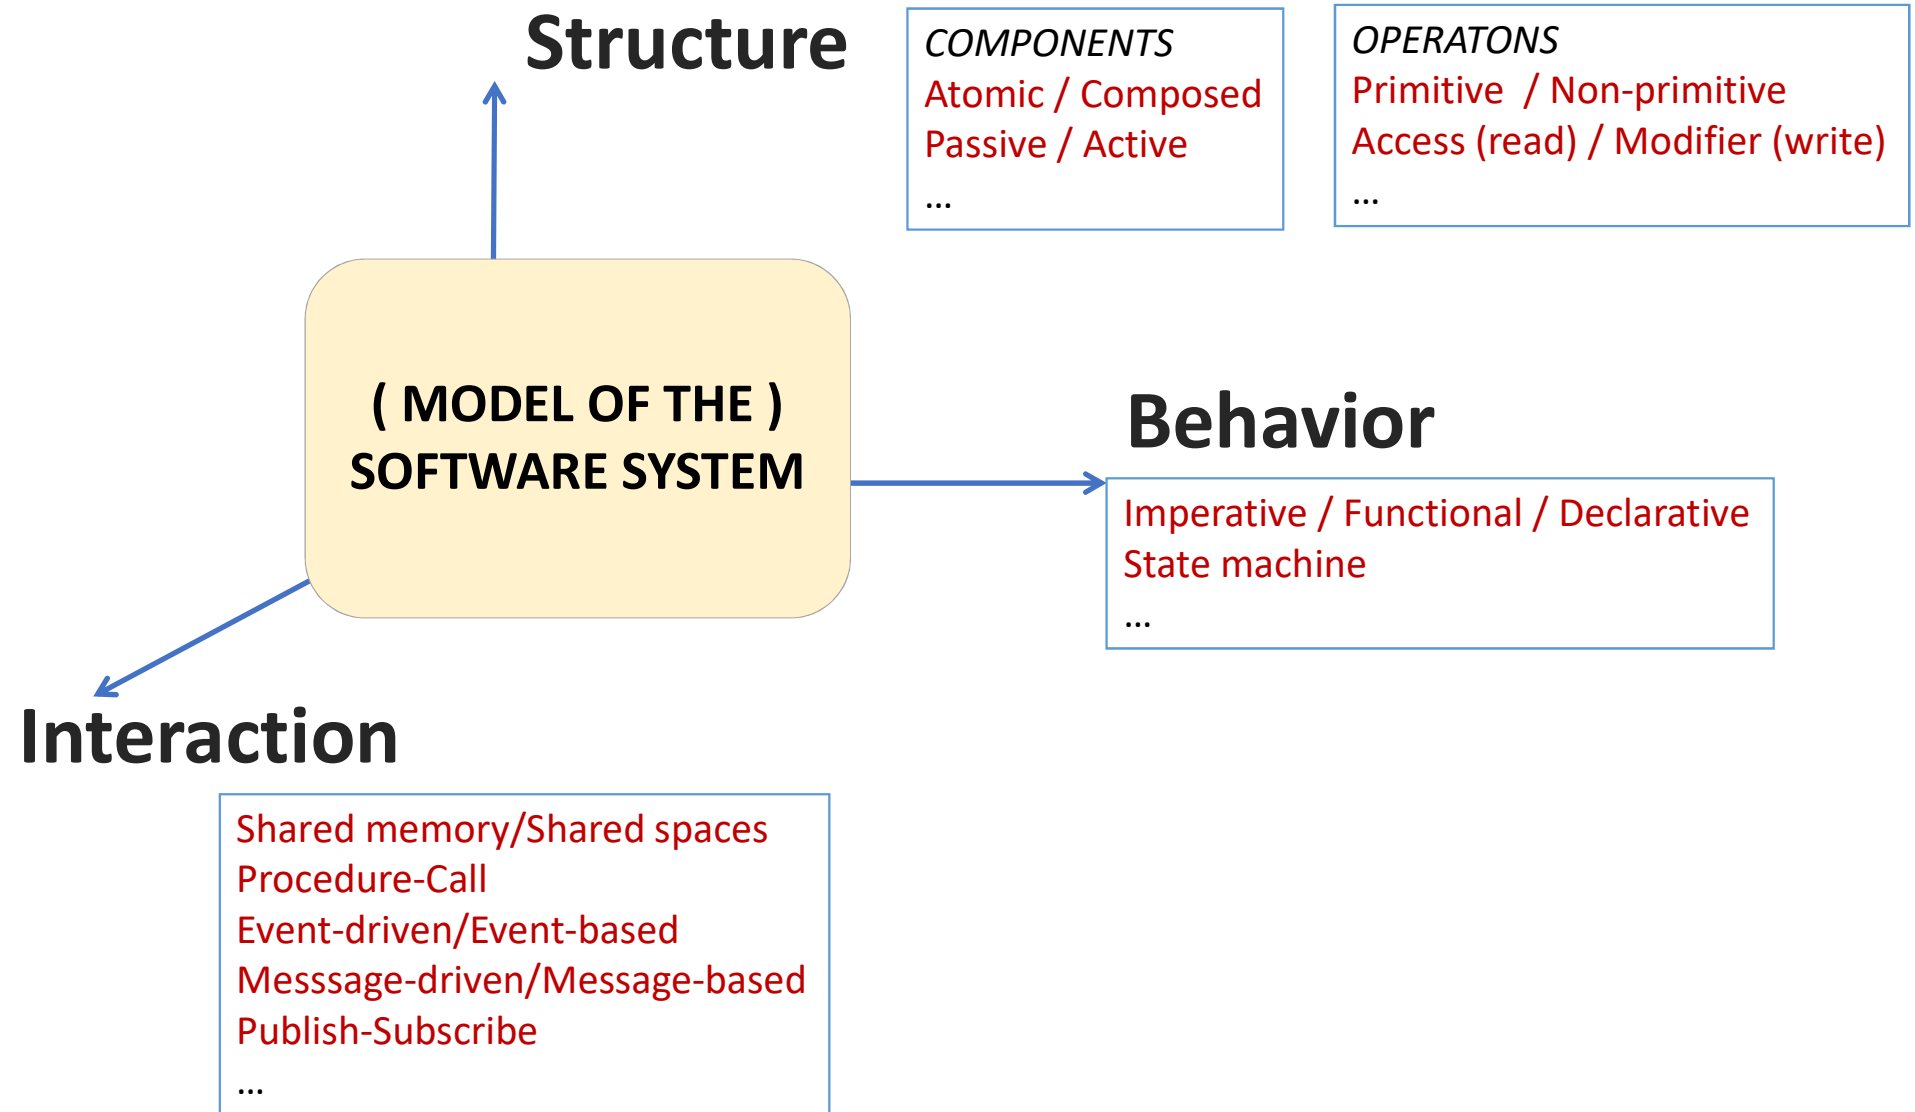 Structure
COMPONENTS
Atomic / Composed
Passive / Active
...
OPERATONS
Primitive / Non-primitive
Access (read) / Modifier (write)
...
( MODEL OF THE )
SOFTWARE SYSTEM
Behavior
Imperative / Functional / Declarative
State machine
...
Interaction
Shared memory/Shared spaces
Procedure-Call
Event-driven/Event-based
Messsage-driven/Message-based
Publish-Subscribe
...